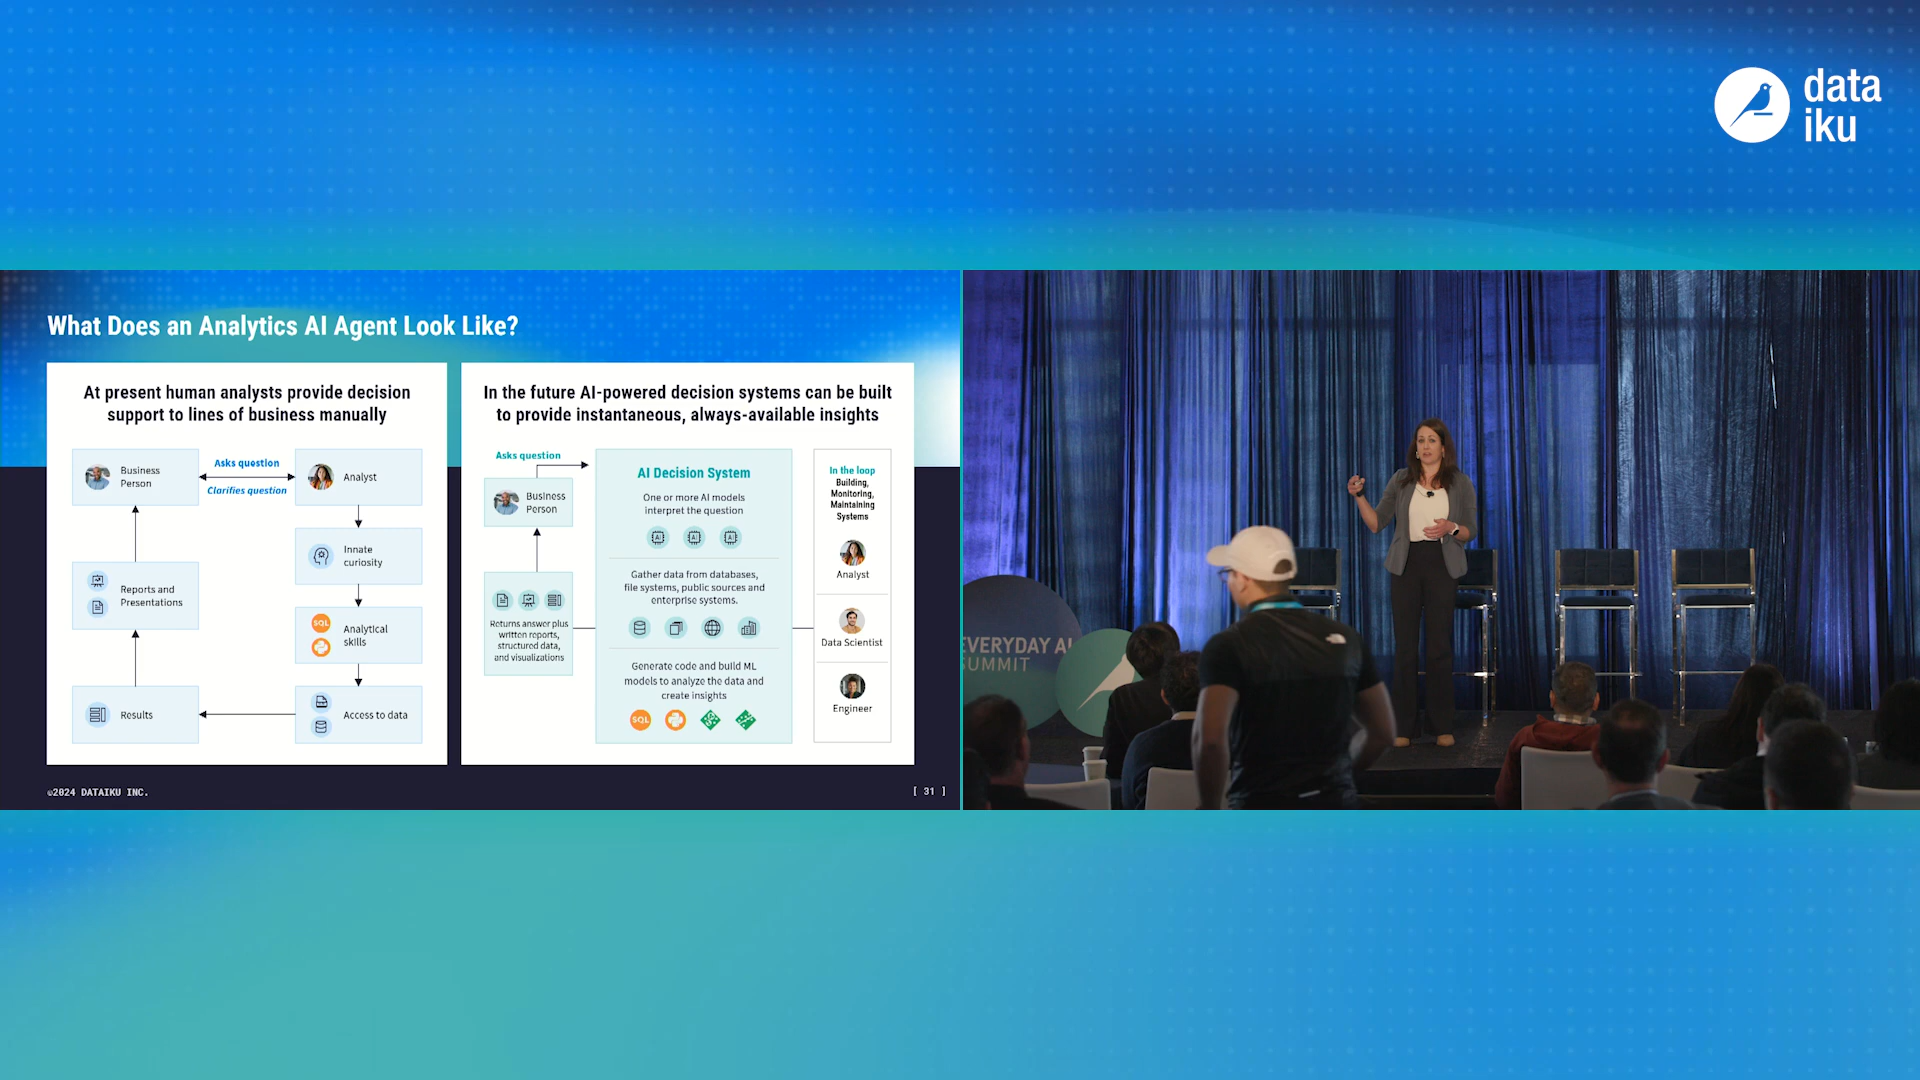 data
iku
What Does an Analytics AI Agent Look Like?
At present human analysts provide decision
support to lines of business manually
Business
Person
Asks question
Clarifies question
Analyst
Innate
curiosity
Reports and
Presentations
SQL
Analytical
skills
Results
Access to data
In the future AI-powered decision systems can be built
to provide instantaneous, always-available insights
Asks question
Business
Person
Returns answer plus
written reports,
structured data,
and visualizations
AI Decision System
One or more AI models
interpret the question
AI AI AI
Gather data from databases,
file systems, public sources and
enterprise systems.
Generate code and build ML
models to analyze the data and
create insights
SQL
In the loop
Building,
Monitoring,
Maintaining
Systems
Analyst
Data Scientist
Engineer
©2024 DATAIKU INC.
[ 31 ]
EVERYDAY AI
SUMMIT